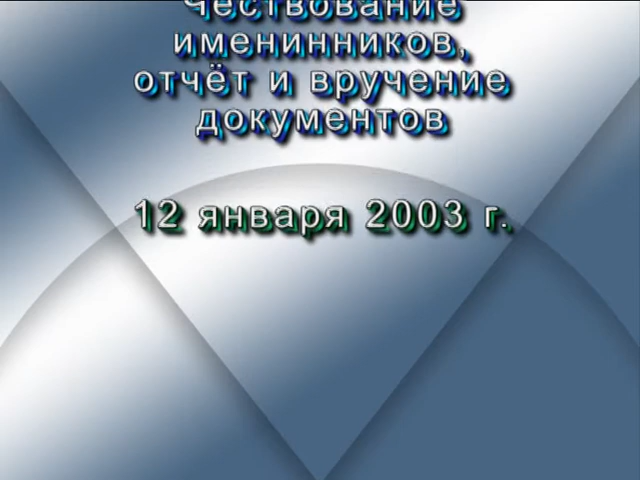 Чествование
именинников,
отчёт и вручение
документов
12 января 2003 г.